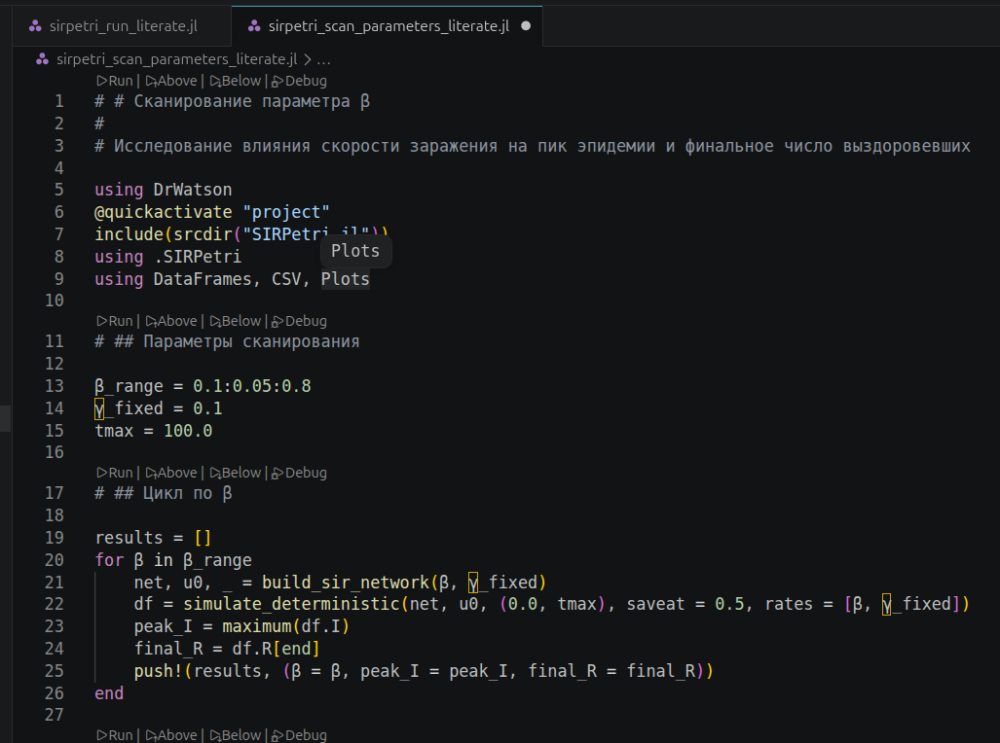 sirpetri_run_literate.jl sirpetri_scan_parameters_literate.jl
sirpetri_scan_parameters_literate.jl > ...
Run | Above | Below | Debug
1 # # Сканирование параметра β
2 #
3 # Исследование влияния скорости заражения на пик эпидемии и финальное число выздоровевших
4
5 using DrWatson
6 @quickactivate "project"
7 include(srcdir("SIRPetri.jl"))
Plots
8 using .SIRPetri
9 using DataFrames, CSV, Plots
10
Run | Above | Below | Debug
11 # ## Параметры сканирования
12
13 β_range = 0.1:0.05:0.8
14 γ_fixed = 0.1
15 tmax = 100.0
16
Run | Above | Below | Debug
17 # ## Цикл по β
18
19 results = []
20 for β in β_range
21 net, u0, _ = build_sir_network(β, γ_fixed)
22 df = simulate_deterministic(net, u0, (0.0, tmax), saveat = 0.5, rates = [β, γ_fixed])
23 peak_I = maximum(df.I)
24 final_R = df.R[end]
25 push!(results, (β = β, peak_I = peak_I, final_R = final_R))
26 end
27
Run | Above | Below | Debug